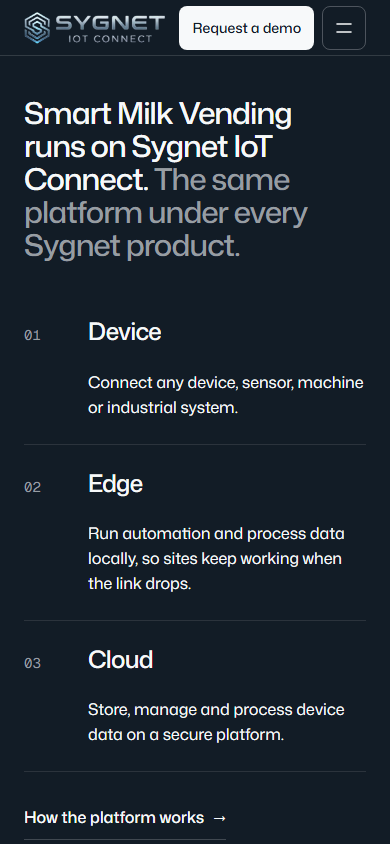 SYGNET
IOT CONNECT
Request a demo
Smart Milk Vending
runs on Sygnet IoT
Connect. The same
platform under every
Sygnet product.
01
Device
Connect any device, sensor, machine
or industrial system.
02
Edge
Run automation and process data
locally, so sites keep working when
the link drops.
03
Cloud
Store, manage and process device
data on a secure platform.
How the platform works →